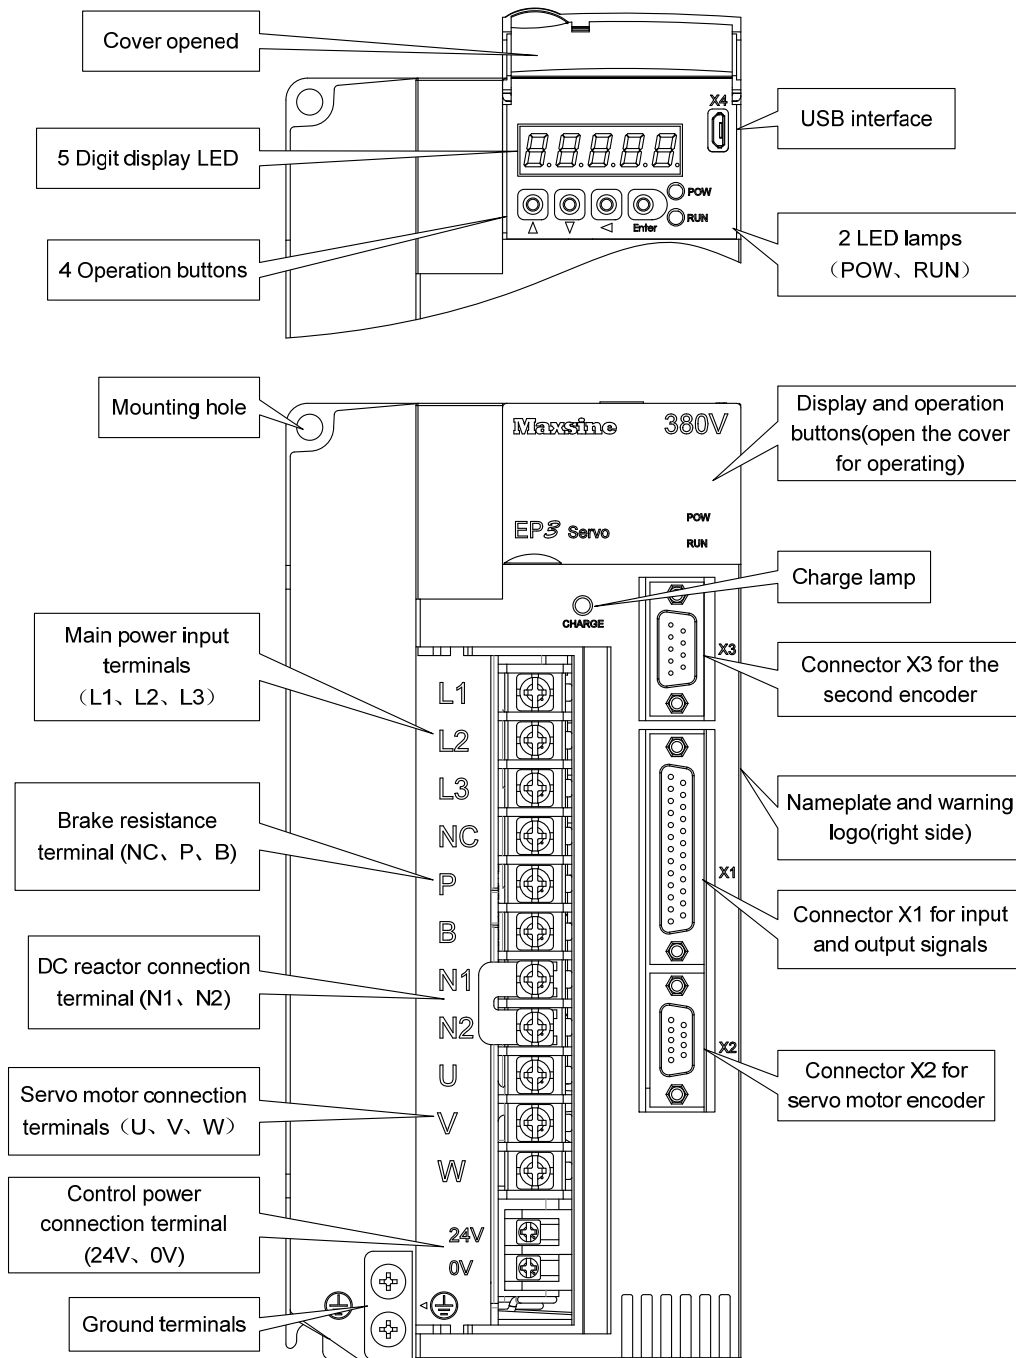 Cover opened
X4
USB interface
5 Digit display LED
8.8.8.8.8.
POW
RUN
△ ▽ ◁ Enter
4 Operation buttons
2 LED lamps
（POW、RUN）
Mounting hole
Maxsine 380V
Display and operation
buttons(open the cover
for operating)
EP3 Servo
POW
RUN
Charge lamp
CHARGE
Main power input
terminals
（L1、L2、L3）
X3
Connector X3 for the
second encoder
L1
L2
L3
NC
P
B
N1
N2
U
V
W
24V
0V
Brake resistance
terminal (NC、P、B)
Nameplate and warning
logo(right side)
X1
Connector X1 for input
and output signals
DC reactor connection
terminal (N1、N2)
X2
Connector X2 for
servo motor encoder
Servo motor connection
terminals（U、V、W）
Control power
connection terminal
(24V、0V)
Ground terminals